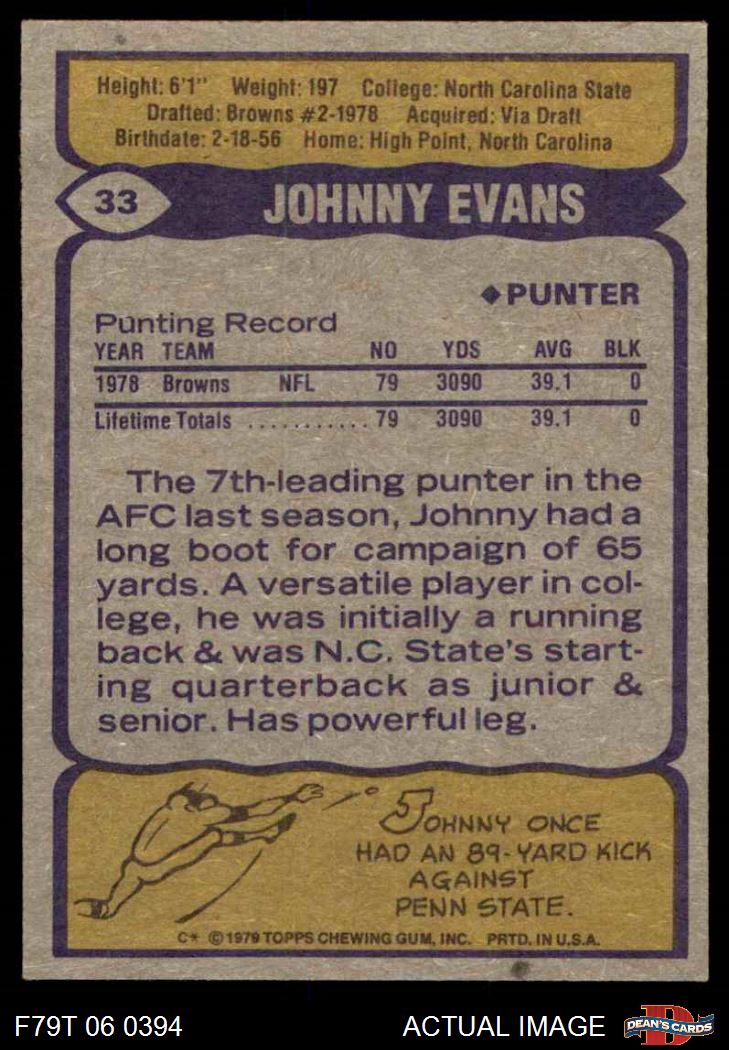 Height: 6'1" Weight: 197 College: North Carolina State
Drafted: Browns #2-1978 Acquired: Via Draft
Birthdate: 2-18-56 Home: High Point, North Carolina
33 JOHNNY EVANS
◆PUNTER
Punting Record
YEAR TEAM NO YDS AVG BLK
1978 Browns NFL 79 3090 39.1 0
Lifetime Totals ........... 79 3090 39.1 0
The 7th-leading punter in the
AFC last season, Johnny had a
long boot for campaign of 65
yards. A versatile player in col-
lege, he was initially a running
back & was N.C. State's start-
ing quarterback as junior &
senior. Has powerful leg.
JOHNNY ONCE
HAD AN 89-YARD KICK
AGAINST
PENN STATE.
C* © 1979 TOPPS CHEWING GUM, INC. PRTD. IN U.S.A.
F79T 06 0394 ACTUAL IMAGE D DEAN'S CARDS